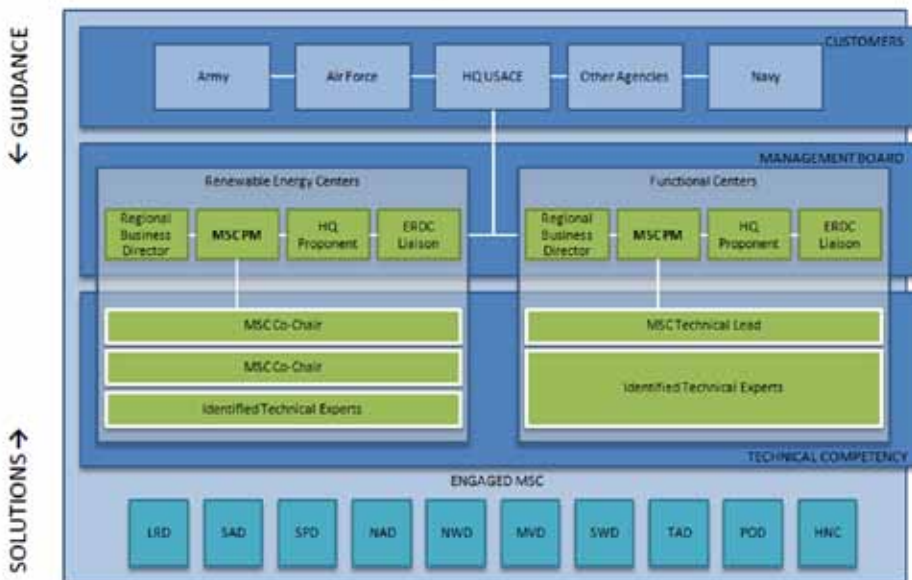 ← GUIDANCE
SOLUTIONS →
CUSTOMERS
Army
Air Force
HQ USACE
Other Agencies
Navy
MANAGEMENT BOARD
Renewable Energy Centers
Regional
Business
Director
MSC PM
HQ
Proponent
ERDC
Liaison
MSC Co-Chair
MSC Co-Chair
Identified Technical Experts
Functional Centers
Regional
Business
Director
MSC PM
HQ
Proponent
ERDC
Liaison
MSC Technical Lead
Identified Technical Experts
TECHNICAL COMPETENCY
ENGAGED MSC
LRD
SAD
SPD
NAD
NWD
MVD
SWD
TAD
POD
HNC